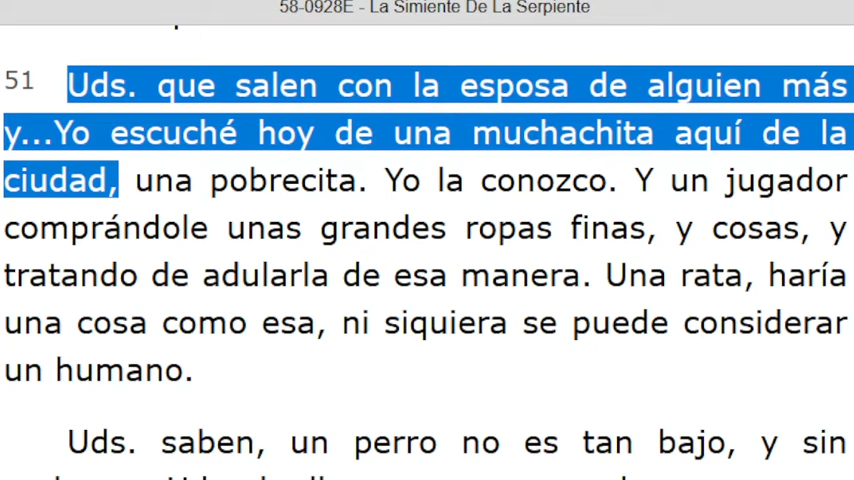 58-0928E - La Simiente De La Serpiente
51 Uds. que salen con la esposa de alguien más
y...Yo escuché hoy de una muchachita aquí de la
ciudad, una pobrecita. Yo la conozco. Y un jugador
comprándole unas grandes ropas finas, y cosas, y
tratando de adularla de esa manera. Una rata, haría
una cosa como esa, ni siquiera se puede considerar
un humano.
Uds. saben, un perro no es tan bajo, y sin